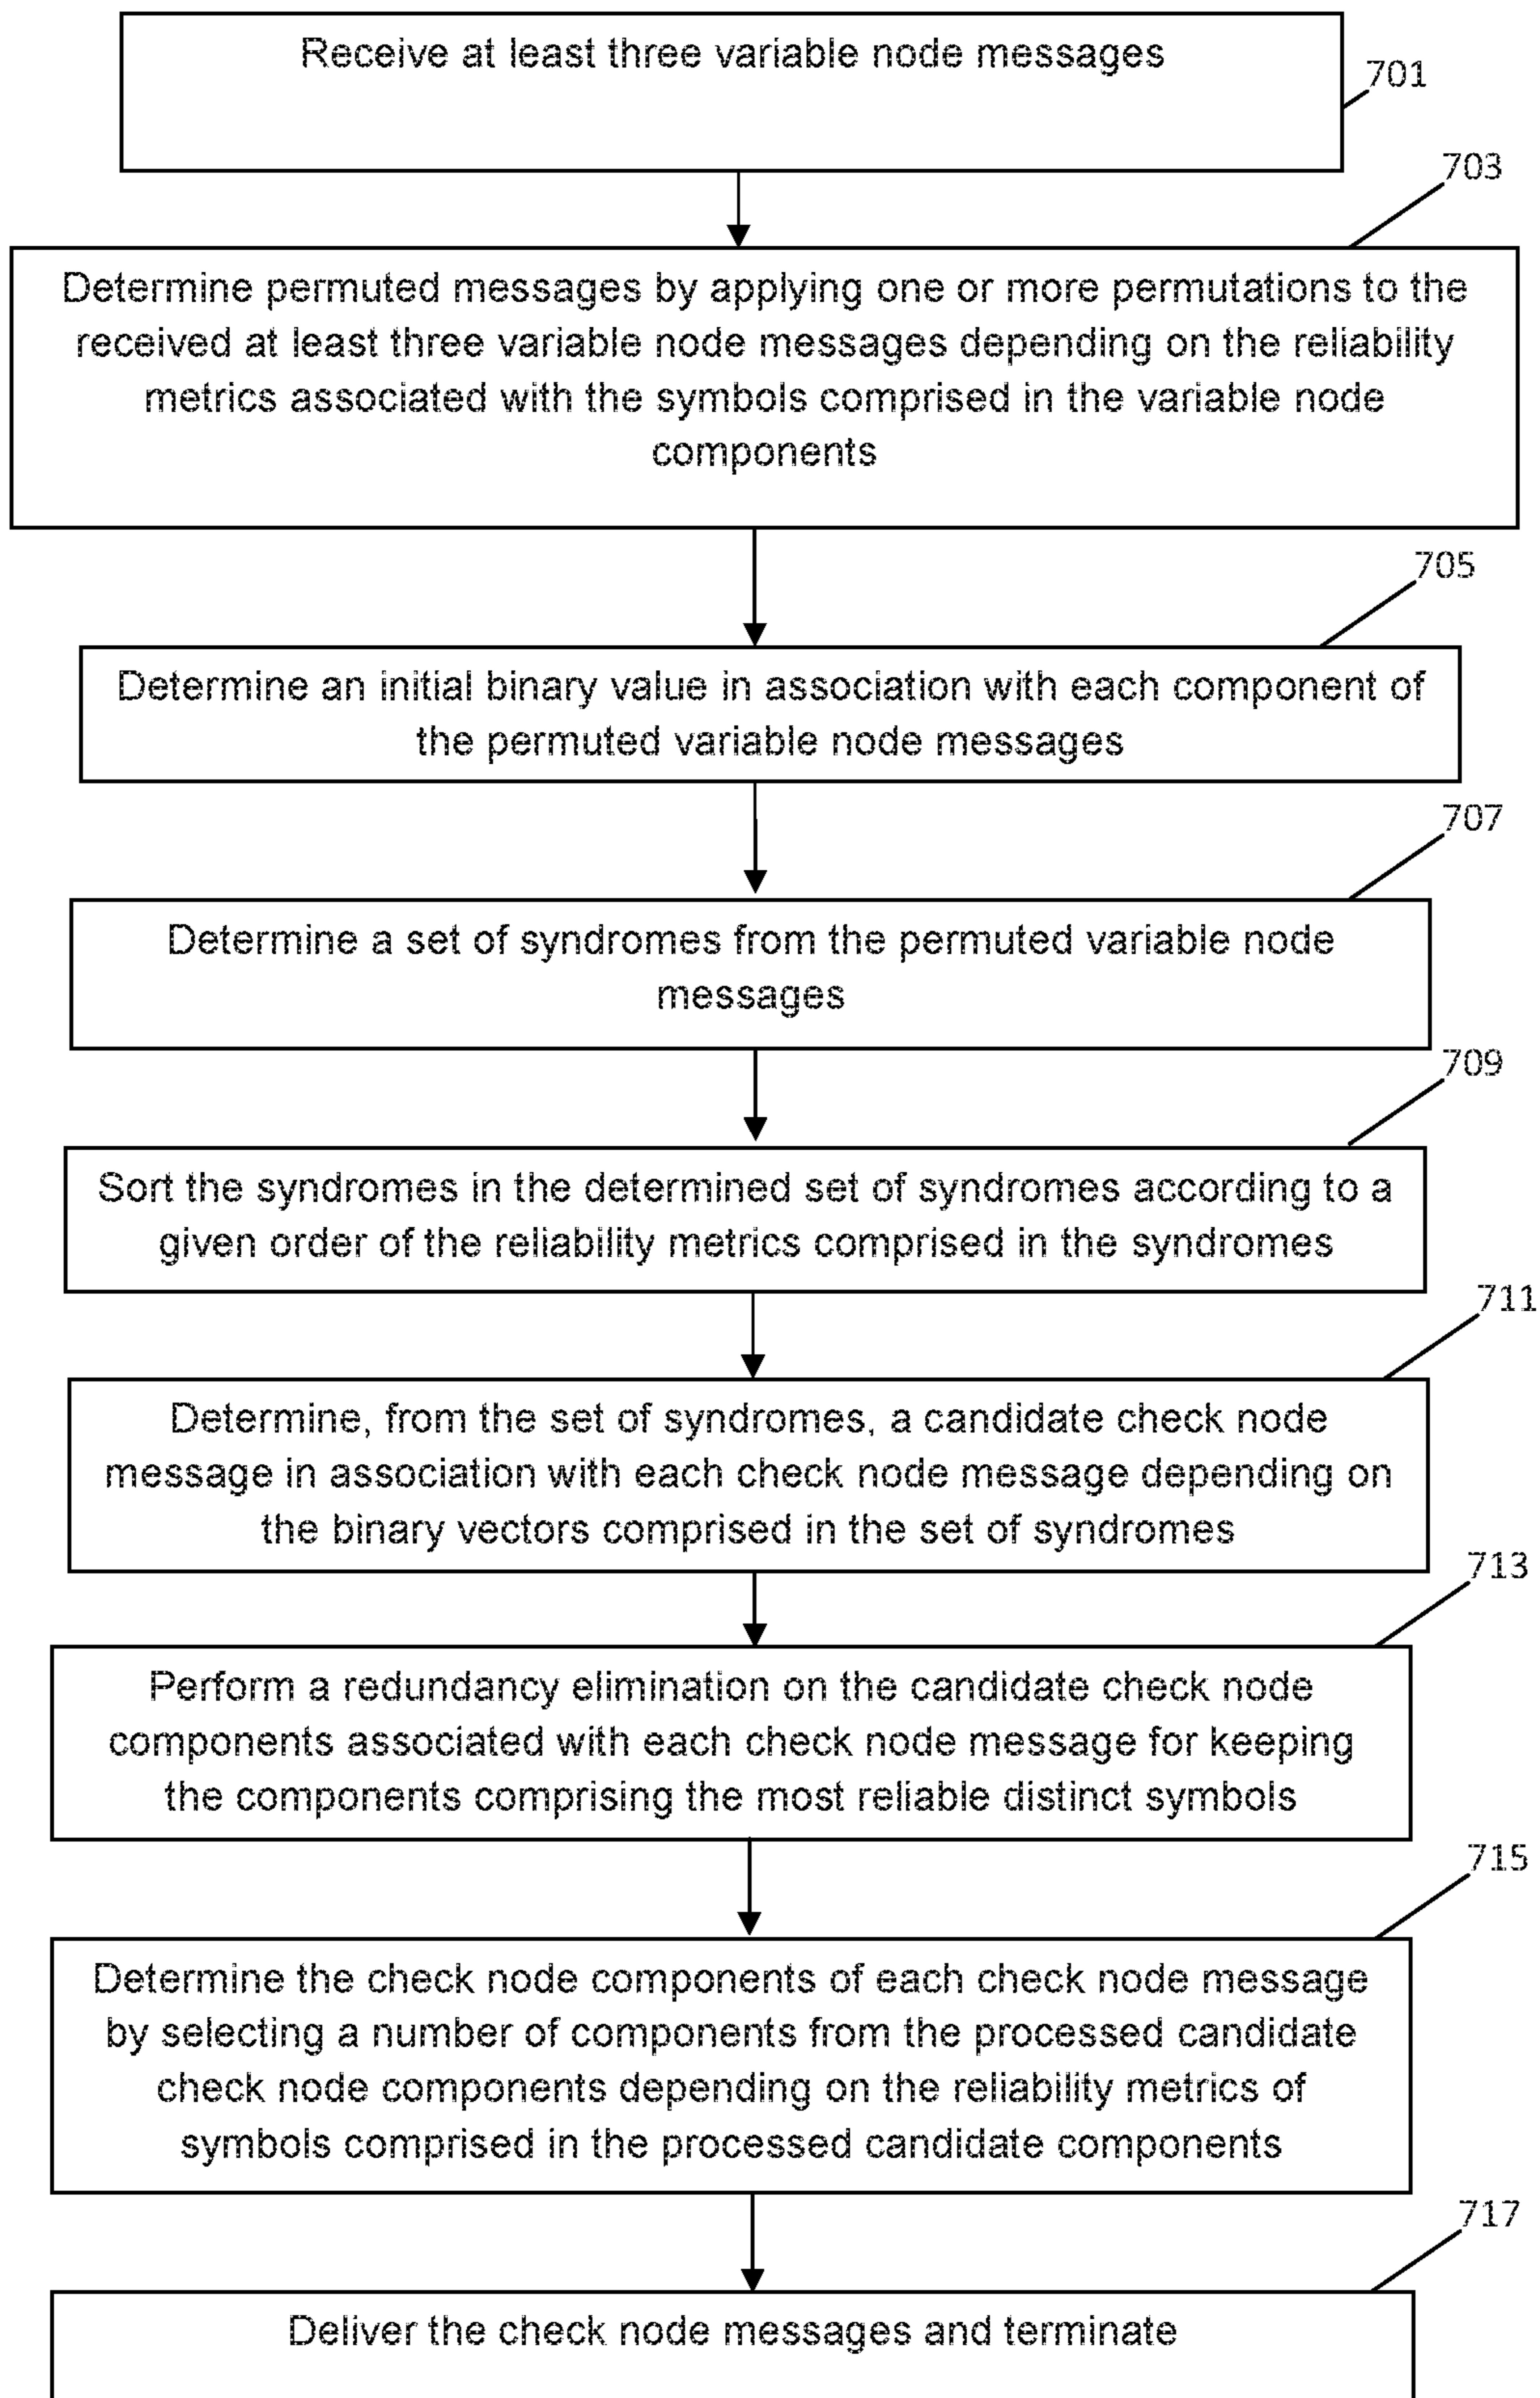 Receive at least three variable node messages
701
703
Determine permuted messages by applying one or more permutations to the
received at least three variable node messages depending on the reliability
metrics associated with the symbols comprised in the variable node
components
705
Determine an initial binary value in association with each component of
the permuted variable node messages
707
Determine a set of syndromes from the permuted variable node
messages
709
Sort the syndromes in the determined set of syndromes according to a
given order of the reliability metrics comprised in the syndromes
711
Determine, from the set of syndromes, a candidate check node
message in association with each check node message depending on
the binary vectors comprised in the set of syndromes
713
Perform a redundancy elimination on the candidate check node
components associated with each check node message for keeping
the components comprising the most reliable distinct symbols
715
Determine the check node components of each check node message
by selecting a number of components from the processed candidate
check node components depending on the reliability metrics of
symbols comprised in the processed candidate components
717
Deliver the check node messages and terminate